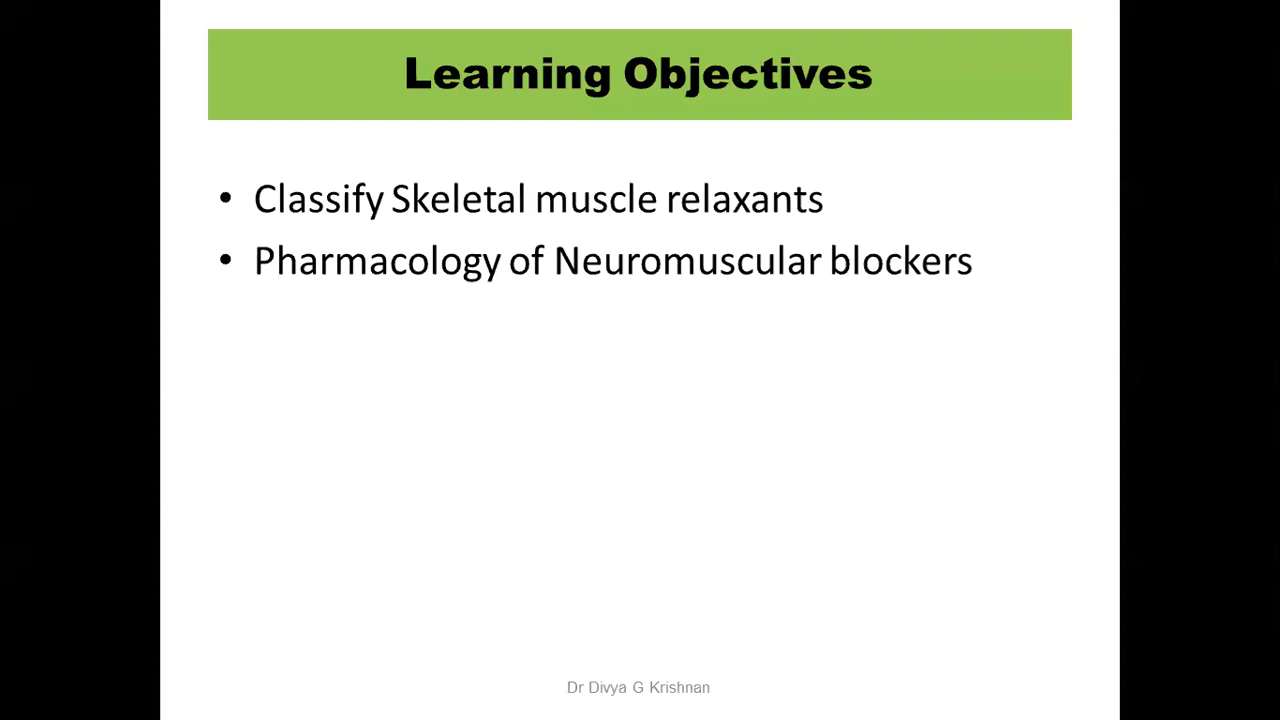 Learning Objectives
• Classify Skeletal muscle relaxants
• Pharmacology of Neuromuscular blockers
Dr Divya G Krishnan